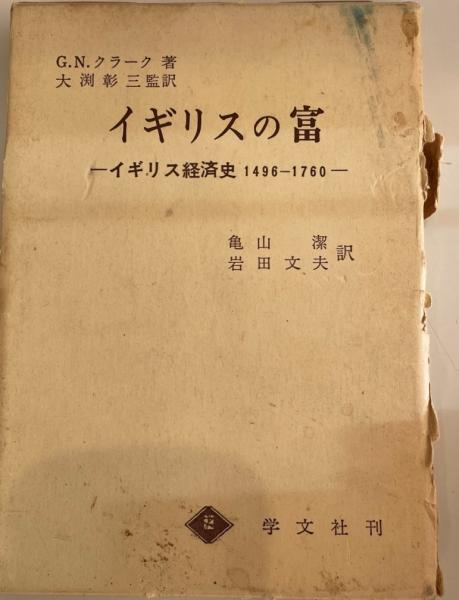 G.N.クラーク 著
大渕彰三監訳
イギリスの富
―イギリス経済史 1496―1760―
亀山 潔
岩田文夫 訳
学文社刊